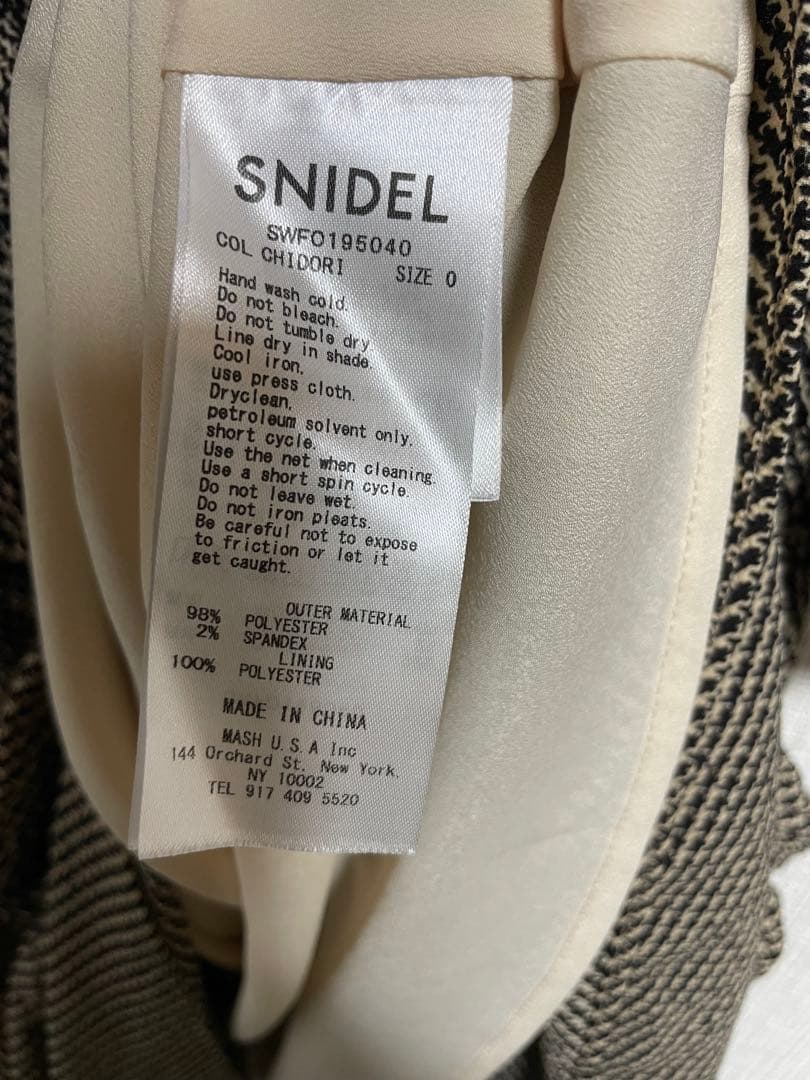 SNIDEL
SWFO195040
COL CHIDORI SIZE 0
Hand wash cold.
Do not bleach.
Do not tumble dry
Line dry in shade.
Cool iron.
use press cloth.
Dryclean,
petroleum solvent only.
short cycle.
Use the net when cleaning.
Use a short spin cycle.
Do not leave wet.
Do not iron pleats.
Be careful not to expose
to friction or let it
get caught.
OUTER MATERIAL
98% POLYESTER
2% SPANDEX
LINING
100% POLYESTER
MADE IN CHINA
MASH U.S.A Inc
144 Orchard St. New York.
NY 10002
TEL 917 409 5520